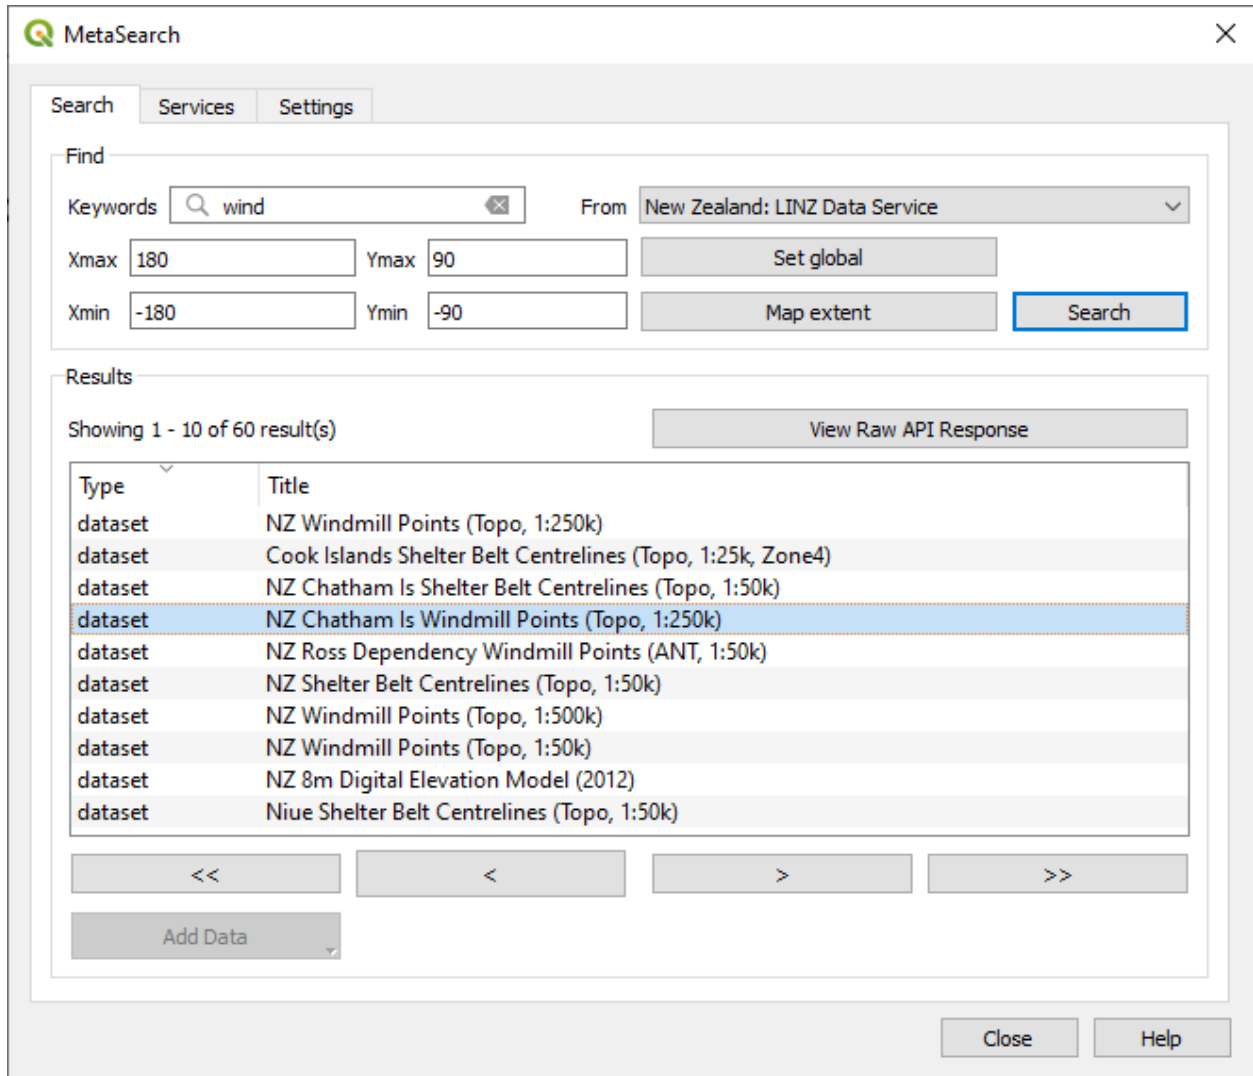 MetaSearch
Search Services Settings
Find
Keywords wind From New Zealand: LINZ Data Service
Xmax 180 Ymax 90 Set global
Xmin -180 Ymin -90 Map extent Search
Results
Showing 1 - 10 of 60 result(s) View Raw API Response
Type Title
dataset NZ Windmill Points (Topo, 1:250k)
dataset Cook Islands Shelter Belt Centrelines (Topo, 1:25k, Zone4)
dataset NZ Chatham Is Shelter Belt Centrelines (Topo, 1:50k)
dataset NZ Chatham Is Windmill Points (Topo, 1:250k)
dataset NZ Ross Dependency Windmill Points (ANT, 1:50k)
dataset NZ Shelter Belt Centrelines (Topo, 1:50k)
dataset NZ Windmill Points (Topo, 1:500k)
dataset NZ Windmill Points (Topo, 1:50k)
dataset NZ 8m Digital Elevation Model (2012)
dataset Niue Shelter Belt Centrelines (Topo, 1:50k)
<< < > >>
Add Data
Close Help